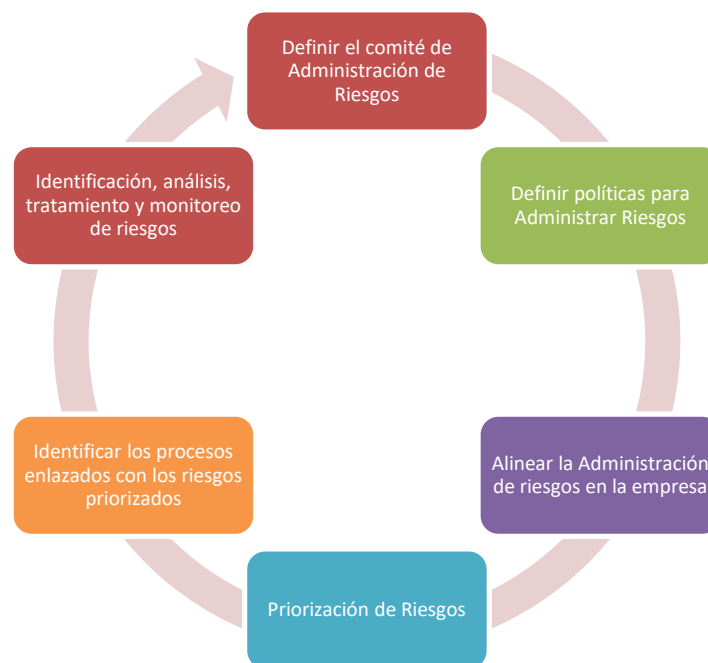 Definir el comité de
Administración de
Riesgos
Definir políticas para
Administrar Riesgos
Alinear la Administración
de riesgos en la empresa
Priorización de Riesgos
Identificar los procesos
enlazados con los riesgos
priorizados
Identificación, análisis,
tratamiento y monitoreo
de riesgos